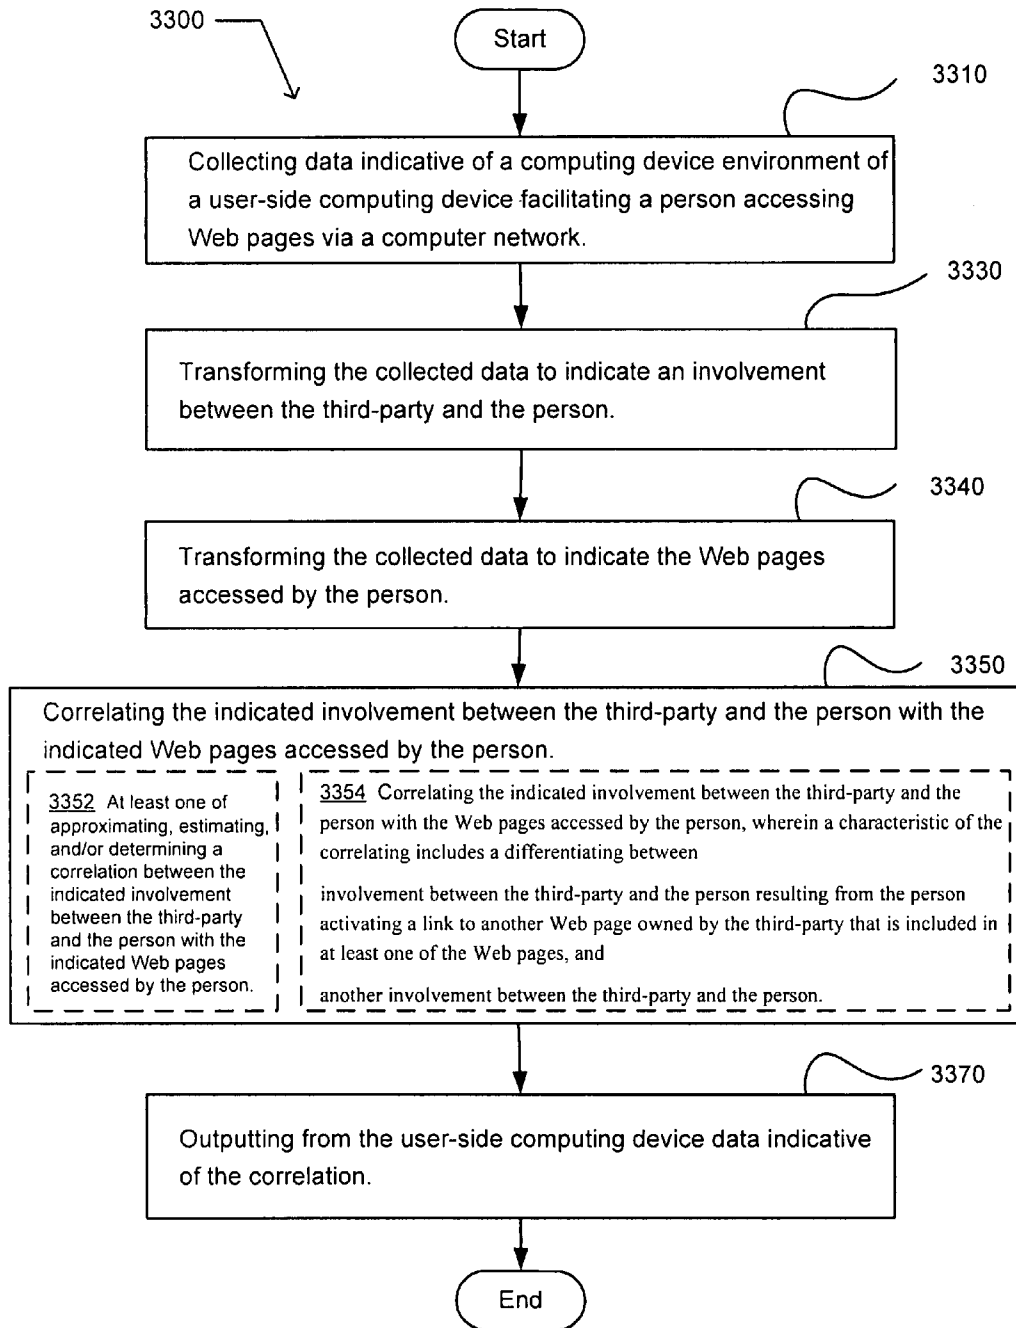 3300
Start
3310
Collecting data indicative of a computing device environment of
a user-side computing device facilitating a person accessing
Web pages via a computer network.
3330
Transforming the collected data to indicate an involvement
between the third-party and the person.
3340
Transforming the collected data to indicate the Web pages
accessed by the person.
3350
Correlating the indicated involvement between the third-party and the person with the
indicated Web pages accessed by the person.
3352 At least one of
approximating, estimating,
and/or determining a
correlation between the
indicated involvement
between the third-party
and the person with the
indicated Web pages
accessed by the person.
3354 Correlating the indicated involvement between the third-party and the
person with the Web pages accessed by the person, wherein a characteristic of the
correlating includes a differentiating between
involvement between the third-party and the person resulting from the person
activating a link to another Web page owned by the third-party that is included in
at least one of the Web pages, and
another involvement between the third-party and the person.
3370
Outputting from the user-side computing device data indicative
of the correlation.
End